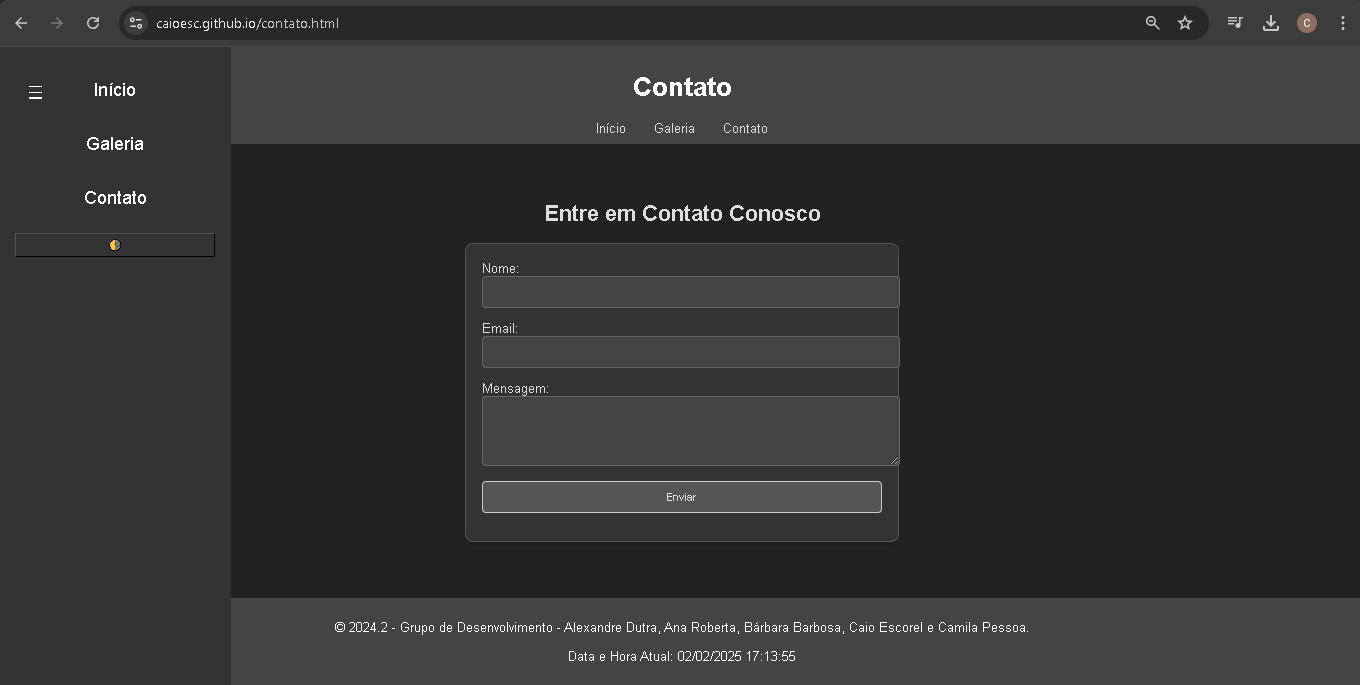 caioesc.github.io/contato.html
C
Início
Galeria
Contato
Contato
Início Galeria Contato
Entre em Contato Conosco
Nome:
Email:
Mensagem:
Enviar
© 2024.2 - Grupo de Desenvolvimento - Alexandre Dutra, Ana Roberta, Bárbara Barbosa, Caio Escorel e Camila Pessoa.
Data e Hora Atual: 02/02/2025 17:13:55